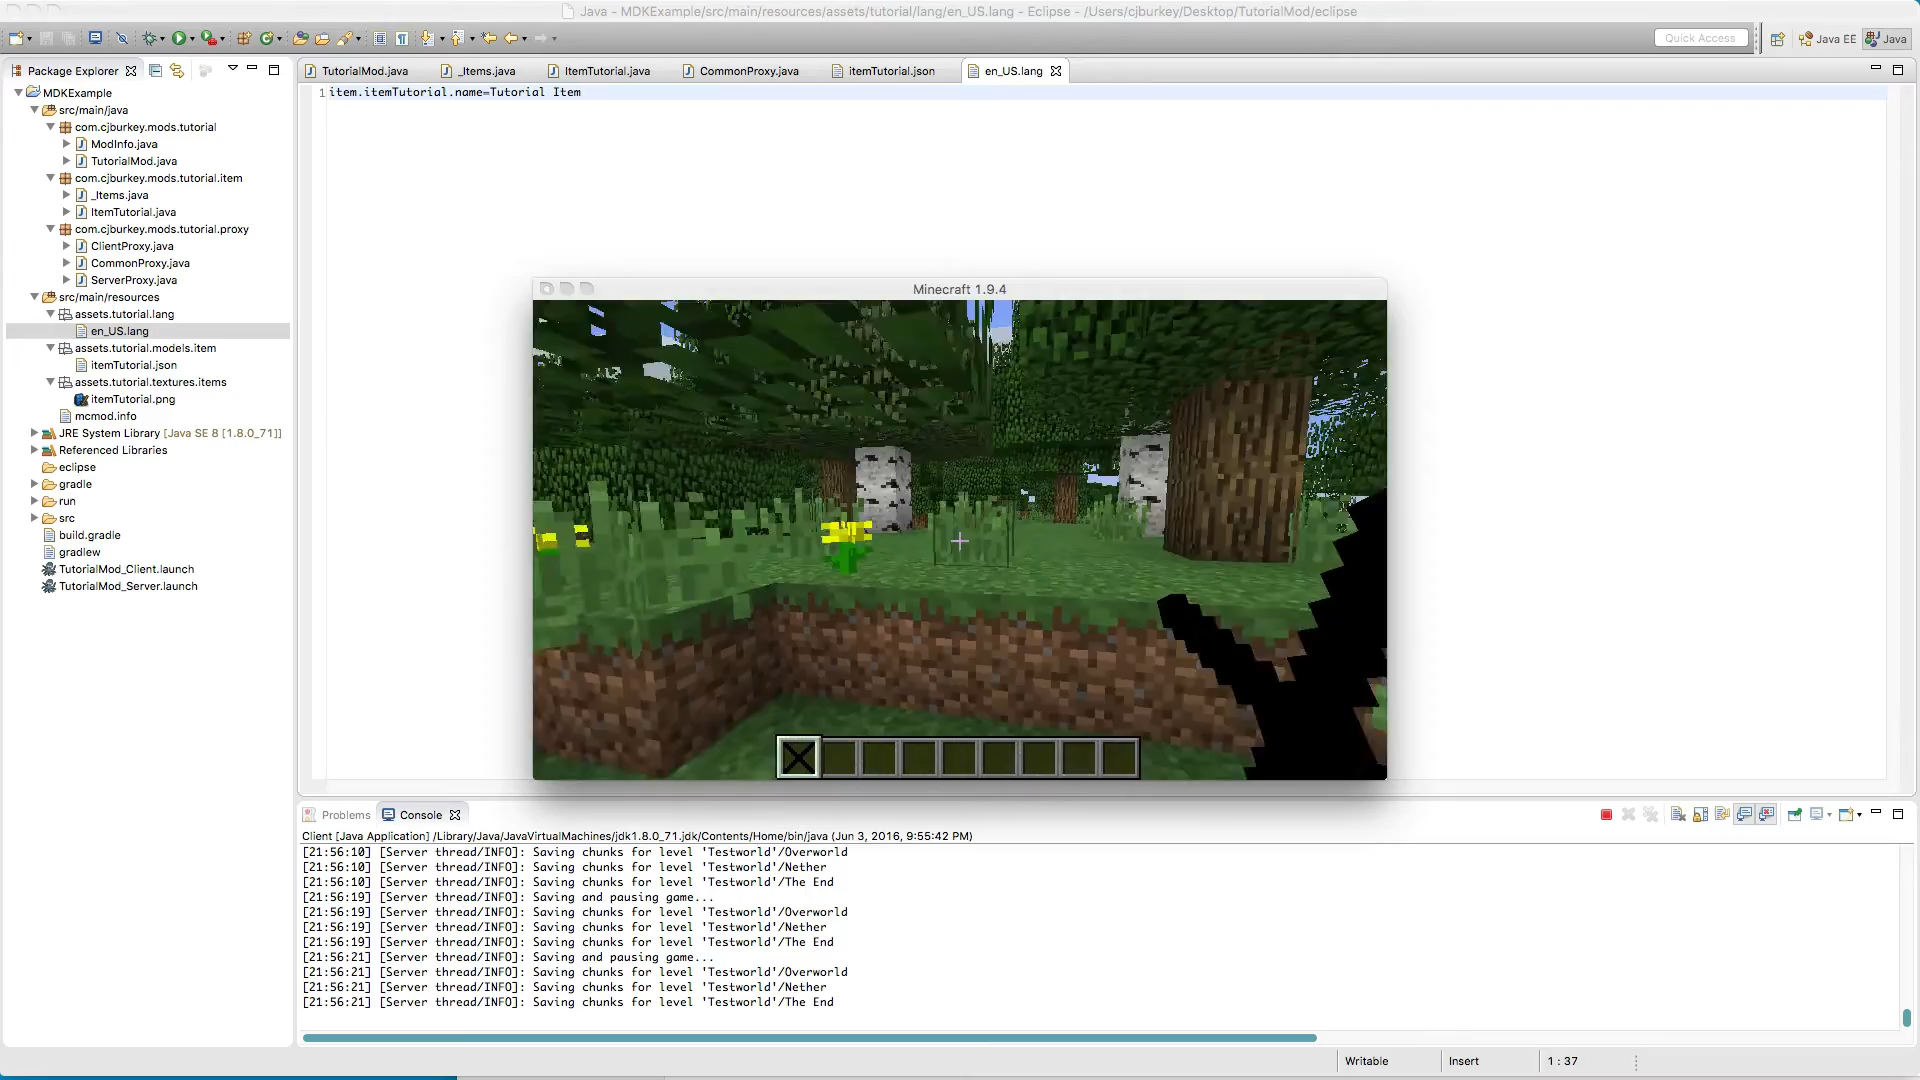 Java - MDKExample/src/main/resources/assets/tutorial/lang/en_US.lang - Eclipse - /Users/cjburkey/Desktop/TutorialMod/eclipse
Quick Access
Java EE
Java
Package Explorer
TutorialMod.java
_Items.java
ItemTutorial.java
CommonProxy.java
itemTutorial.json
en_US.lang
MDKExample
src/main/java
com.cjburkey.mods.tutorial
ModInfo.java
TutorialMod.java
com.cjburkey.mods.tutorial.item
_Items.java
ItemTutorial.java
com.cjburkey.mods.tutorial.proxy
ClientProxy.java
CommonProxy.java
ServerProxy.java
src/main/resources
assets.tutorial.lang
en_US.lang
assets.tutorial.models.item
itemTutorial.json
assets.tutorial.textures.items
itemTutorial.png
mcmod.info
JRE System Library [Java SE 8 [1.8.0_71]]
Referenced Libraries
eclipse
gradle
run
src
build.gradle
gradlew
TutorialMod_Client.launch
TutorialMod_Server.launch
1 item.itemTutorial.name=Tutorial Item
Minecraft 1.9.4
Problems
Console
Client [Java Application] /Library/Java/JavaVirtualMachines/jdk1.8.0_71.jdk/Contents/Home/bin/java (Jun 3, 2016, 9:55:42 PM)
[21:56:10] [Server thread/INFO]: Saving chunks for level 'Testworld'/Overworld
[21:56:10] [Server thread/INFO]: Saving chunks for level 'Testworld'/Nether
[21:56:10] [Server thread/INFO]: Saving chunks for level 'Testworld'/The End
[21:56:19] [Server thread/INFO]: Saving and pausing game...
[21:56:19] [Server thread/INFO]: Saving chunks for level 'Testworld'/Overworld
[21:56:19] [Server thread/INFO]: Saving chunks for level 'Testworld'/Nether
[21:56:19] [Server thread/INFO]: Saving chunks for level 'Testworld'/The End
[21:56:21] [Server thread/INFO]: Saving and pausing game...
[21:56:21] [Server thread/INFO]: Saving chunks for level 'Testworld'/Overworld
[21:56:21] [Server thread/INFO]: Saving chunks for level 'Testworld'/Nether
[21:56:21] [Server thread/INFO]: Saving chunks for level 'Testworld'/The End
Writable
Insert
1 : 37